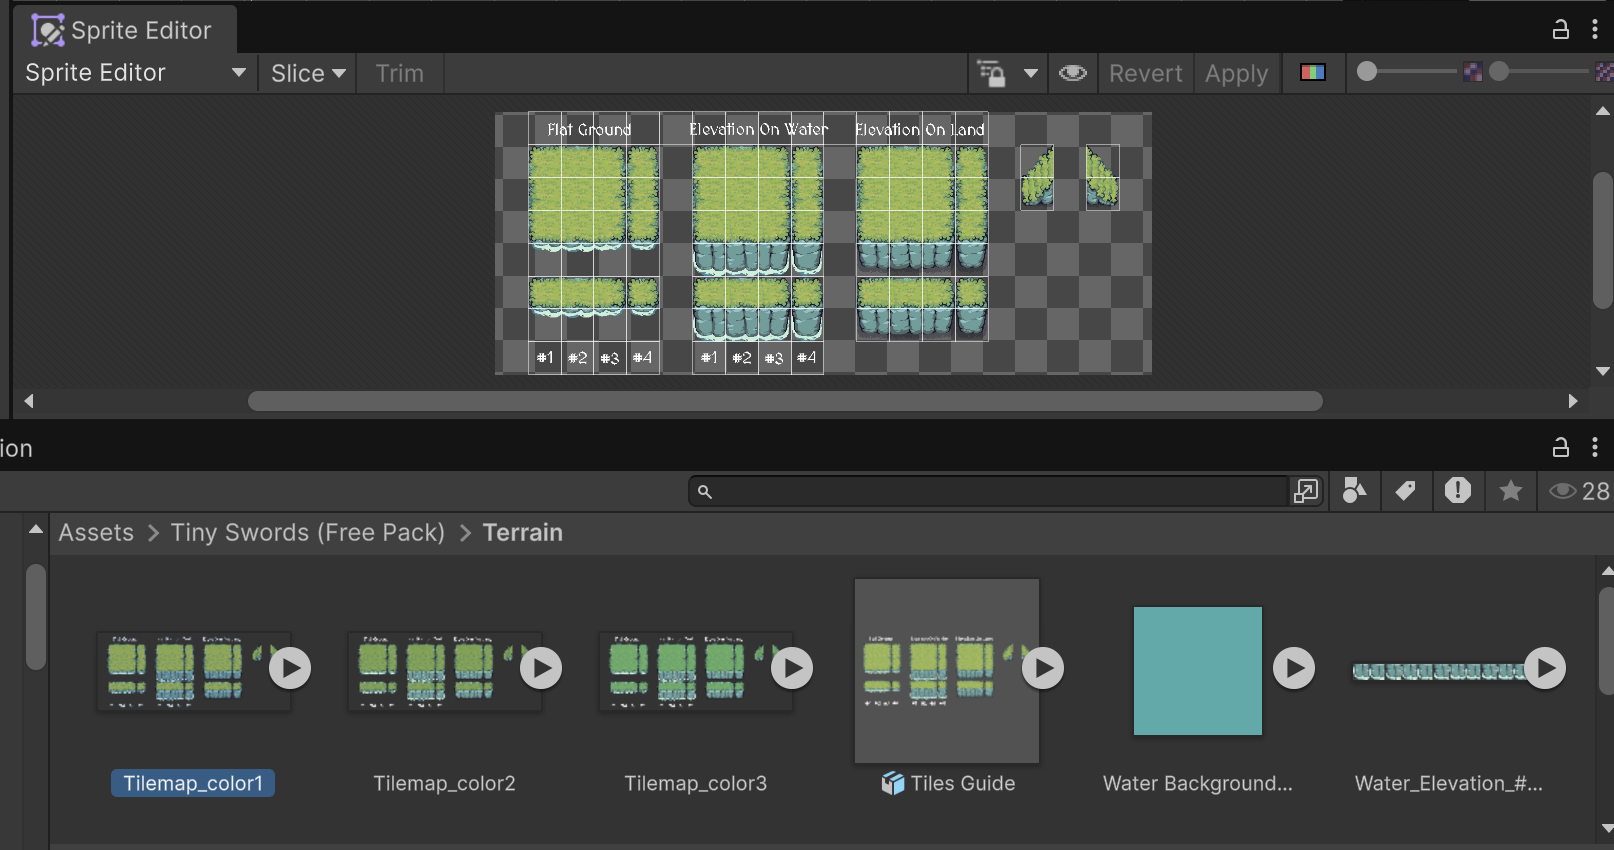 Sprite Editor
Sprite Editor Slice Trim Revert Apply
Flat Ground Elevation On Water Elevation On Land
#1 #2 #3 #4 #1 #2 #3 #4
ion
28
Assets > Tiny Swords (Free Pack) > Terrain
Tilemap_color1 Tilemap_color2 Tilemap_color3 Tiles Guide Water Background... Water_Elevation_#...